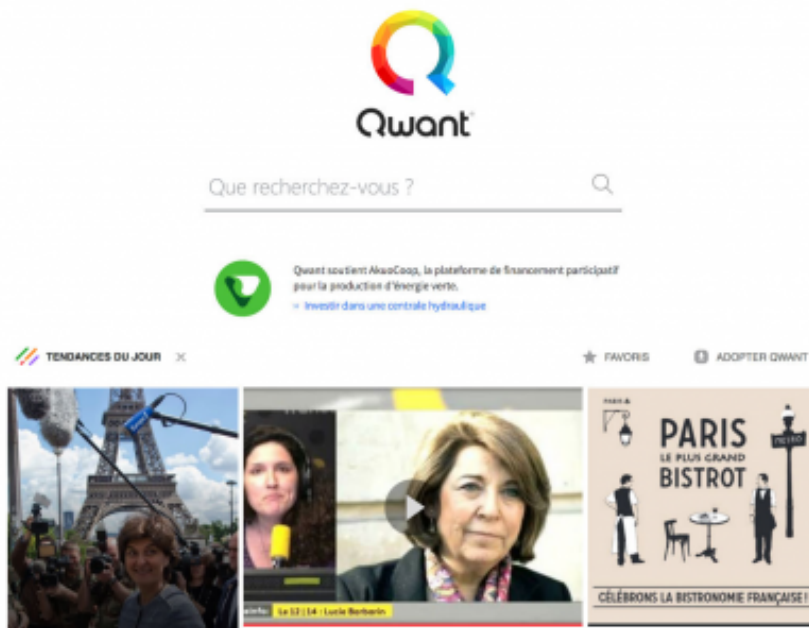 Qwant
Que recherchez-vous ?
Qwant soutient AkuoCoop, la plateforme de financement participatif
pour la production d'énergie verte.
Investir dans une centrale hydraulique
TENDANCES DU JOUR ×
FAVORIS
ADOPTER QWANT
PARIS
METRO
PARIS
LE PLUS GRAND
BISTROT
Le 12 | 14 : Lucie Barbarin
CÉLÉBRONS LA BISTRONOMIE FRANÇAISE !